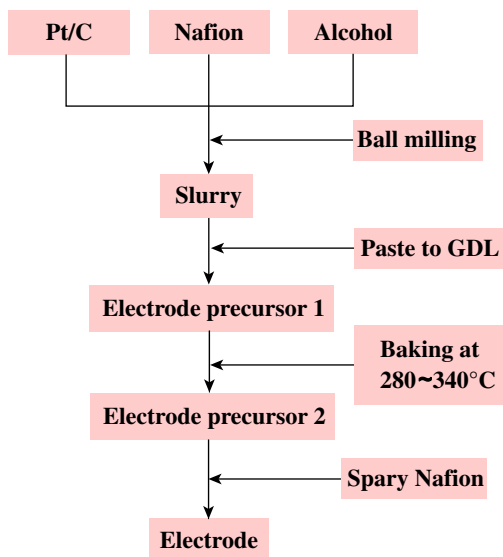 Pt/C
Nafion
Alcohol
Ball milling
Slurry
Paste to GDL
Electrode precursor 1
Baking at
280~340°C
Electrode precursor 2
Spary Nafion
Electrode